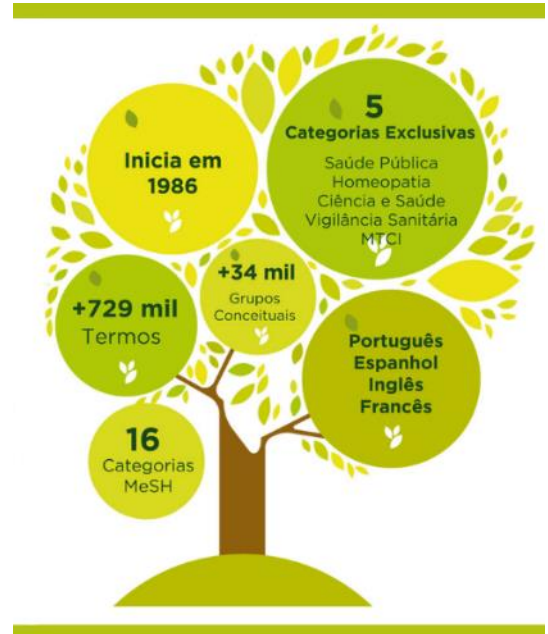 Inicia em
1986
5
Categorias Exclusivas
Saúde Pública
Homeopatia
Ciência e Saúde
Vigilância Sanitária
MTCI
+34 mil
Grupos
Conceituais
+729 mil
Termos
Português
Espanhol
Inglês
Francês
16
Categorias
MeSH